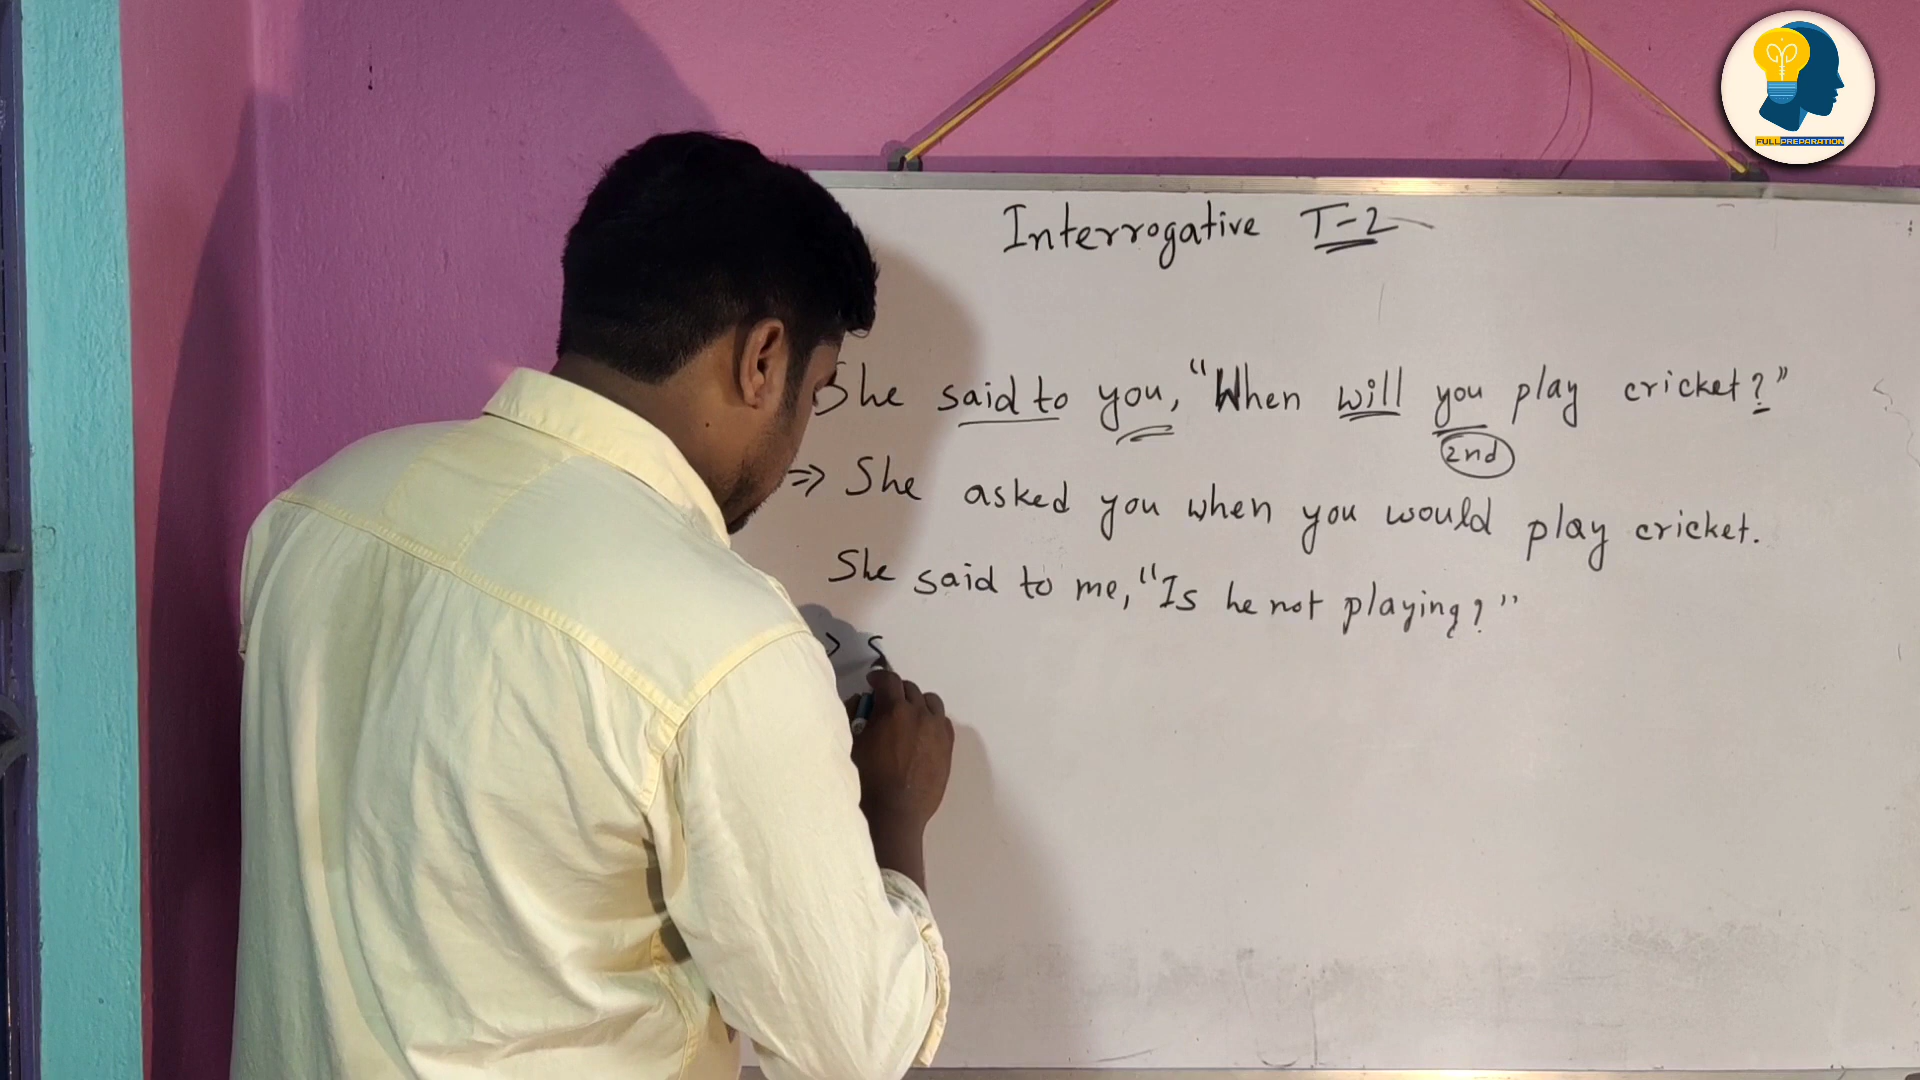 FULLPREPARATION
Interrogative T-2
She said to you, “When will you play cricket?”
2nd
⇒ She asked you when you would play cricket.
She said to me, “Is he not playing?”
> S